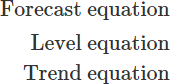 Forecast equation
Level equation
Trend equation